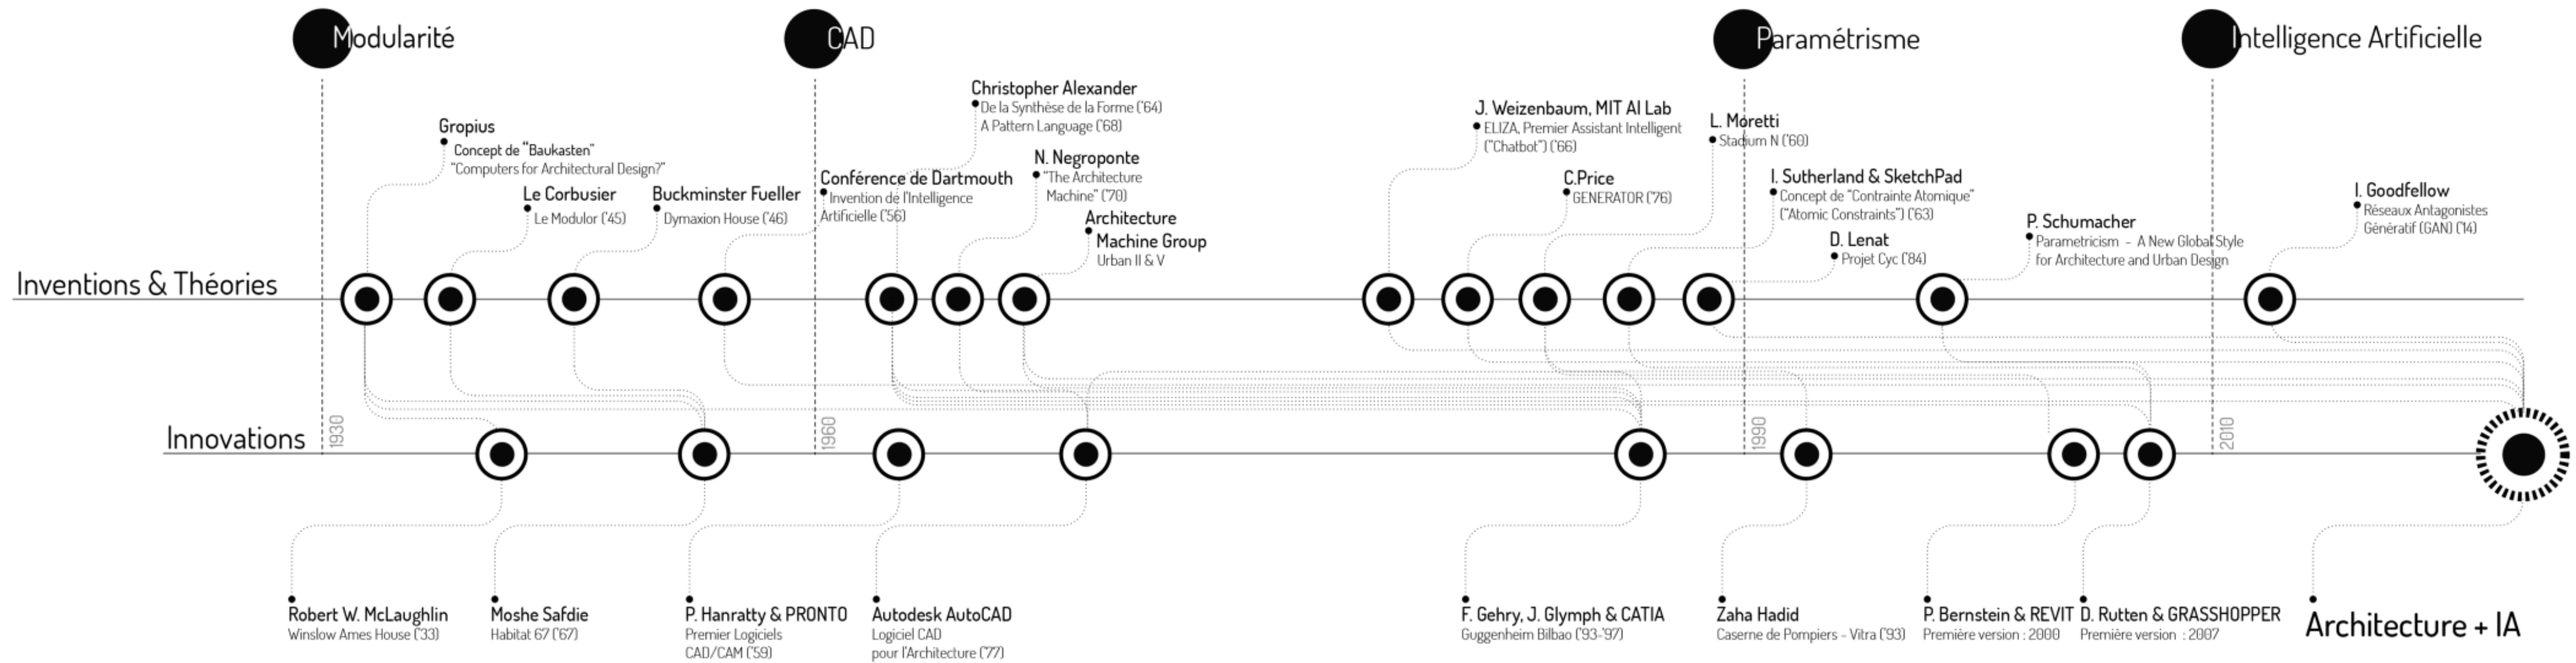 Modularité
CAD
Paramétrisme
Intelligence Artificielle
Gropius
Concept de “Baukasten”
“Computers for Architectural Design?”
Le Corbusier
Le Modulor ('45)
Buckminster Fueller
Dymaxion House ('46)
Conférence de Dartmouth
Invention de l'Intelligence
Artificielle ('56)
Christopher Alexander
De la Synthèse de la Forme ('64)
A Pattern Language ('68)
N. Negroponte
“The Architecture
Machine” ('70)
Architecture
Machine Group
Urban II & V
J. Weizenbaum, MIT AI Lab
ELIZA, Premier Assistant Intelligent
(“Chatbot”) ('66)
C.Price
GENERATOR ('76)
L. Moretti
Stadium N ('60)
I. Sutherland & SketchPad
Concept de “Contrainte Atomique”
(“Atomic Constraints”) ('63)
D. Lenat
Projet Cyc ('84)
P. Schumacher
Parametricism - A New Global Style
for Architecture and Urban Design
I. Goodfellow
Réseaux Antagonistes
Génératif (GAN) ('14)
Inventions & Théories
Innovations
1930
1960
1990
2010
Robert W. McLaughlin
Winslow Ames House ('33)
Moshe Safdie
Habitat 67 ('67)
P. Hanratty & PRONTO
Premier Logiciels
CAD/CAM ('59)
Autodesk AutoCAD
Logiciel CAD
pour l'Architecture ('77)
F. Gehry, J. Glymph & CATIA
Guggenheim Bilbao ('93-'97)
Zaha Hadid
Caserne de Pompiers - Vitra ('93)
P. Bernstein & REVIT
Première version : 2000
D. Rutten & GRASSHOPPER
Première version : 2007
Architecture + IA